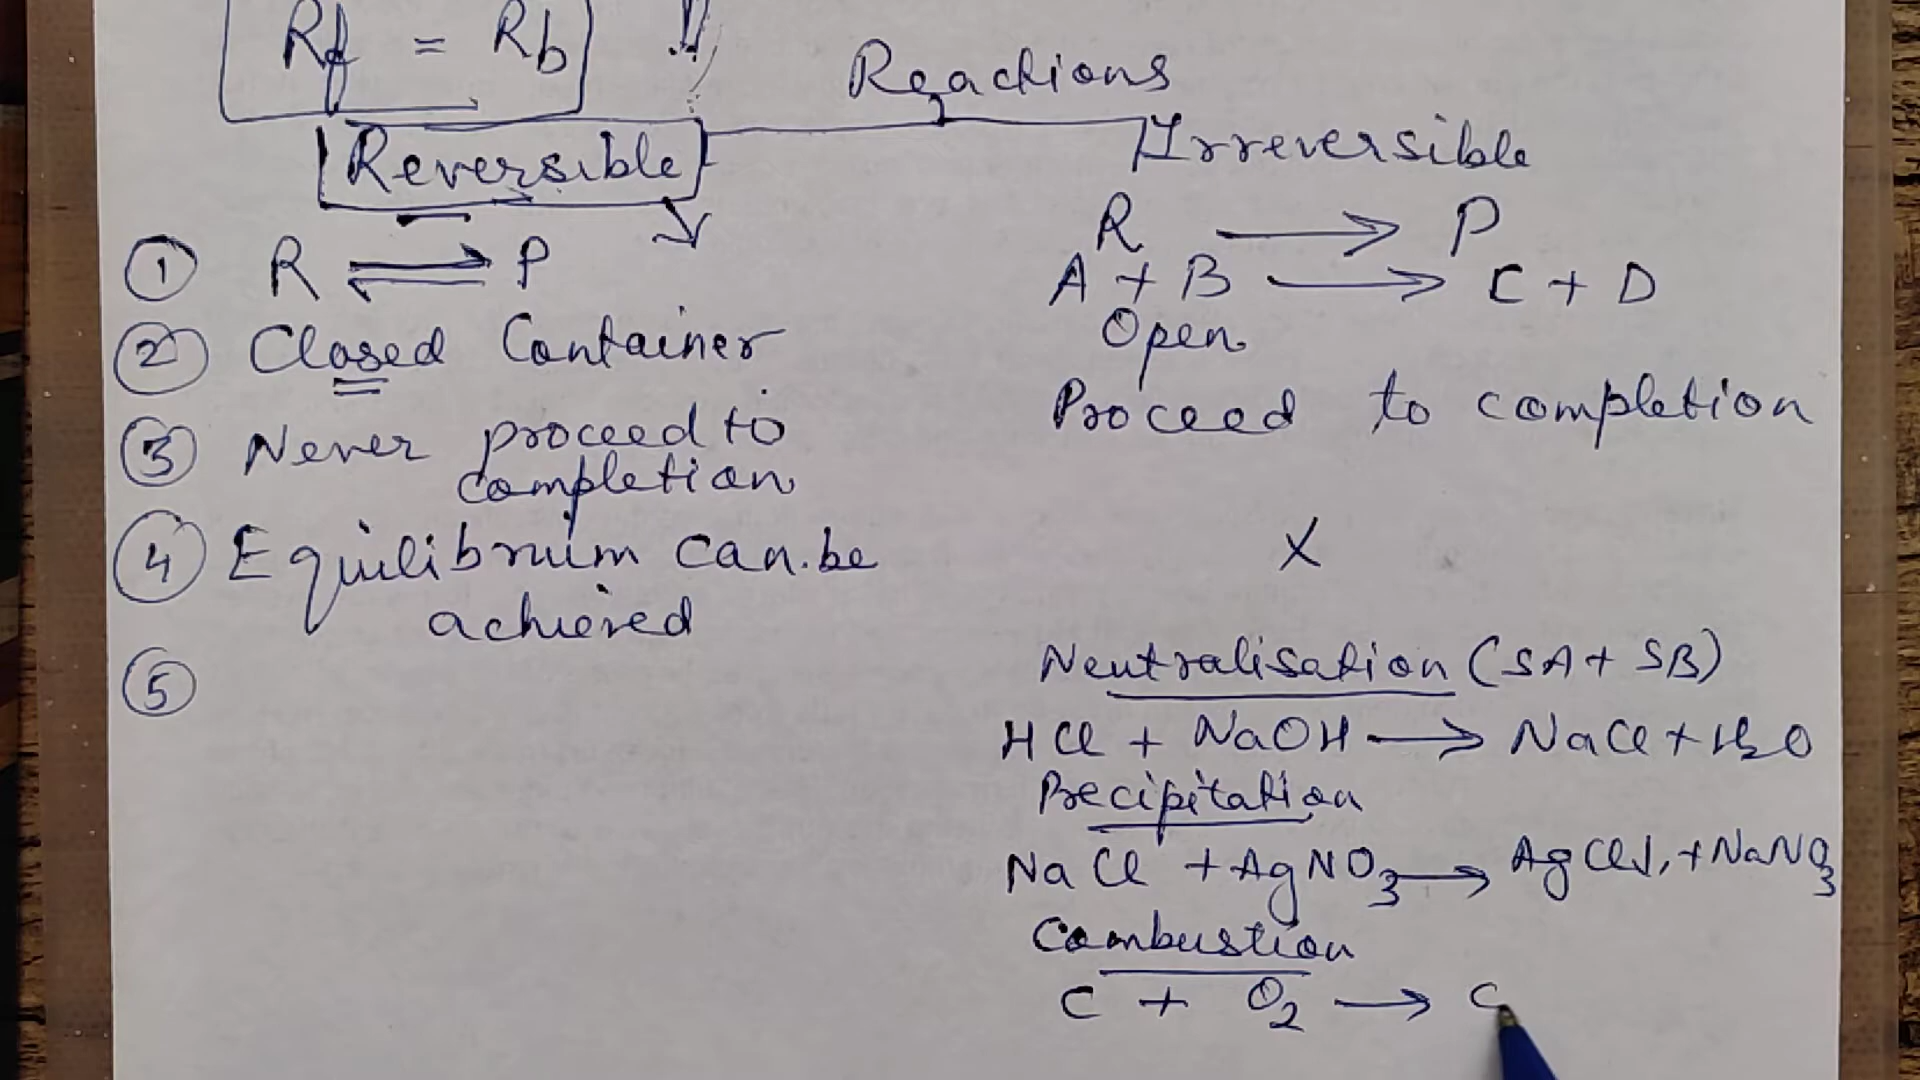 Rf = Rb
Reactions
Reversible
Irreversible
① R ⇌ P
R → P
A + B → C + D
② Closed Container
Open
③ Never proceed to completion
Proceed to completion
④ Equilibruim can be achieved
X
⑤
Neutralisation (SA + SB)
HCl + NaOH → NaCl + H2O
Precipitation
NaCl + AgNO3 → AgCl↓ + NaNO3
Combustion
C + O2 → C